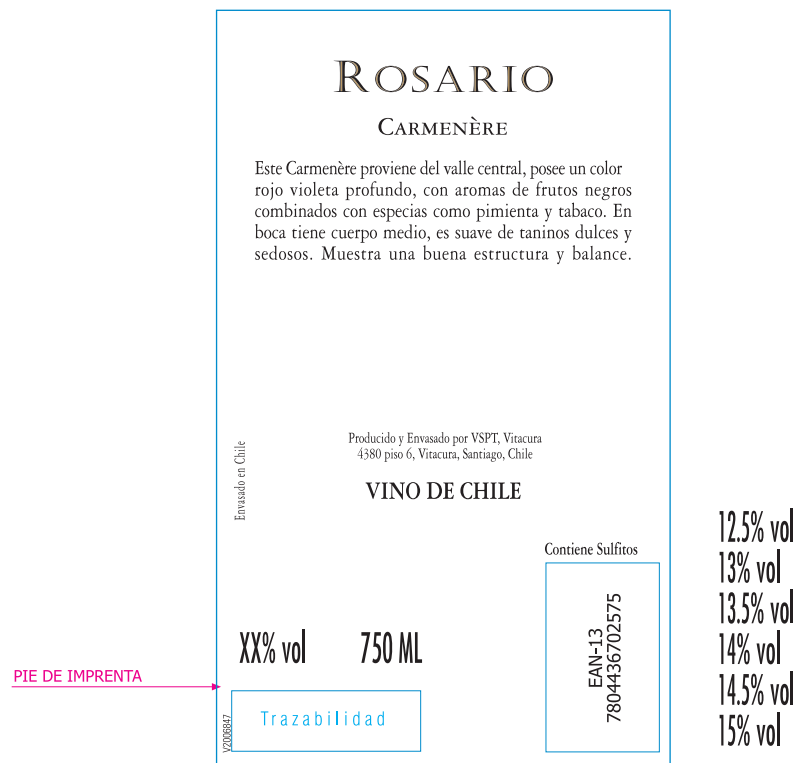 ROSARIO
CARMENÈRE
Este Carmenère proviene del valle central, posee un color
rojo violeta profundo, con aromas de frutos negros
combinados con especias como pimienta y tabaco. En
boca tiene cuerpo medio, es suave de taninos dulces y
sedosos. Muestra una buena estructura y balance.
Envasado en Chile
Producido y Envasado por VSPT, Vitacura
4380 piso 6, Vitacura, Santiago, Chile
VINO DE CHILE
Contiene Sulfitos
EAN-13
7804436702575
XX% vol
750 ML
PIE DE IMPRENTA
V2006847
Trazabilidad
12.5% vol
13% vol
13.5% vol
14% vol
14.5% vol
15% vol